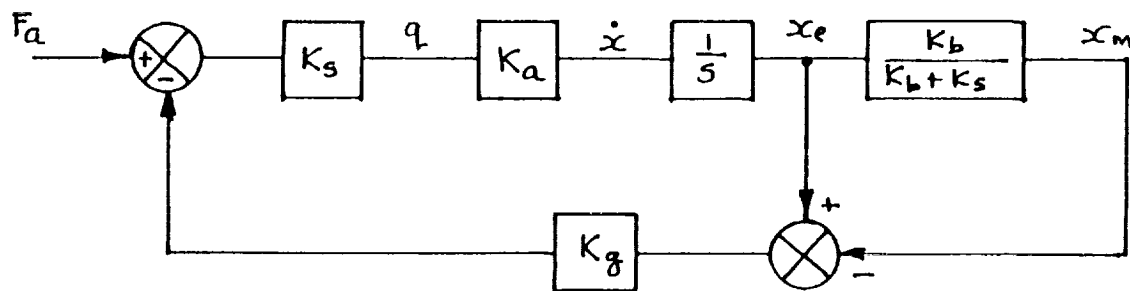 Fa
+
−
Ks
q
Ka
ẋ
1/s
xe
Kb
Kb + Ks
xm
Kg
+
−